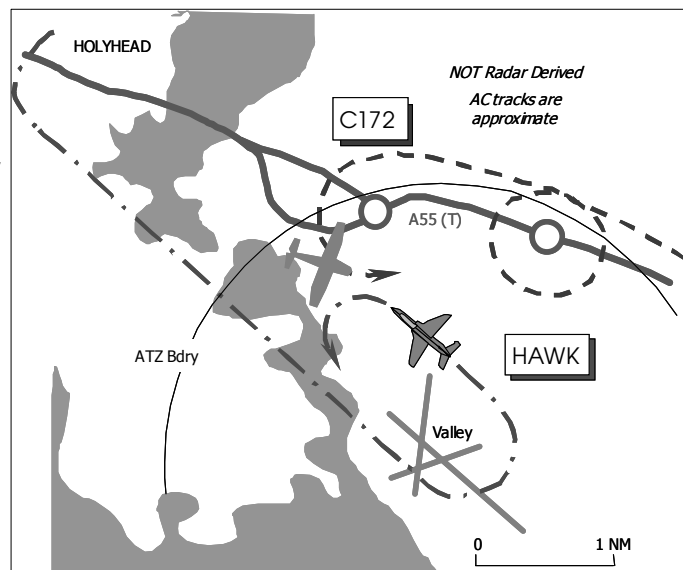 HOLYHEAD
NOT Radar Derived
AC tracks are
approximate
C172
A55 (T)
ATZ Bdry
HAWK
Valley
0 1 NM